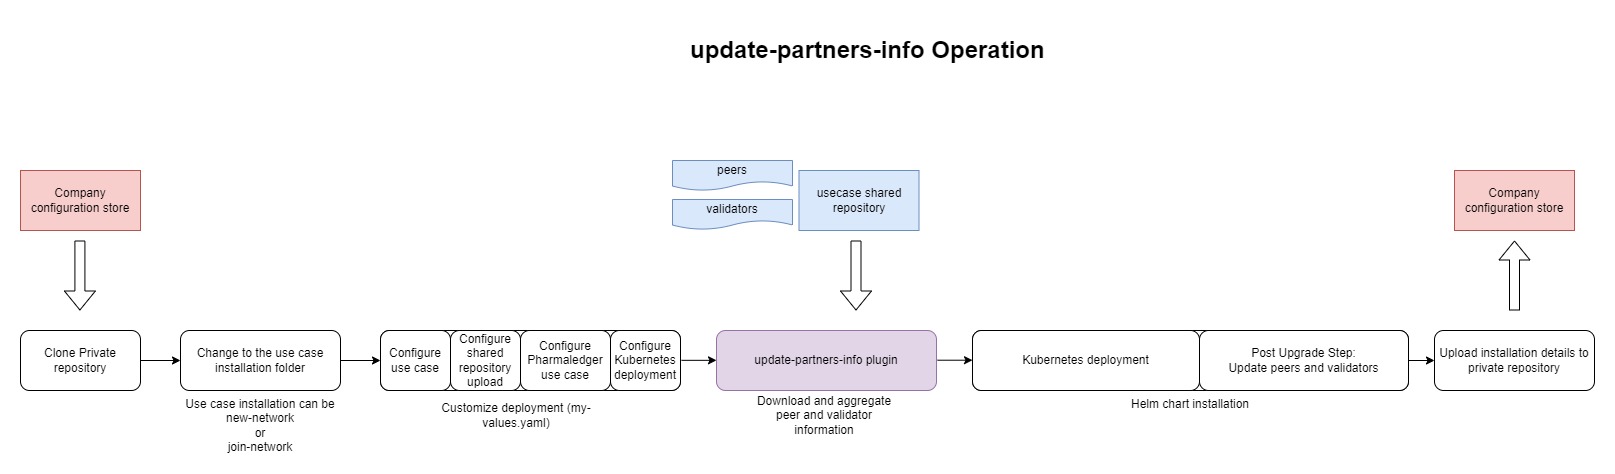 update-partners-info Operation
Company
configuration store
peers
validators
usecase shared
repository
Company
configuration store
Clone Private
repository
Change to the use case
installation folder
Use case installation can be
new-network
or
join-network
Configure
use case
Configure
shared
repository
upload
Configure
Pharmaledger
use case
Configure
Kubernetes
deployment
Customize deployment (my-
values.yaml)
update-partners-info plugin
Download and aggregate
peer and validator
information
Kubernetes deployment
Post Upgrade Step:
Update peers and validators
Helm chart installation
Upload installation details to
private repository